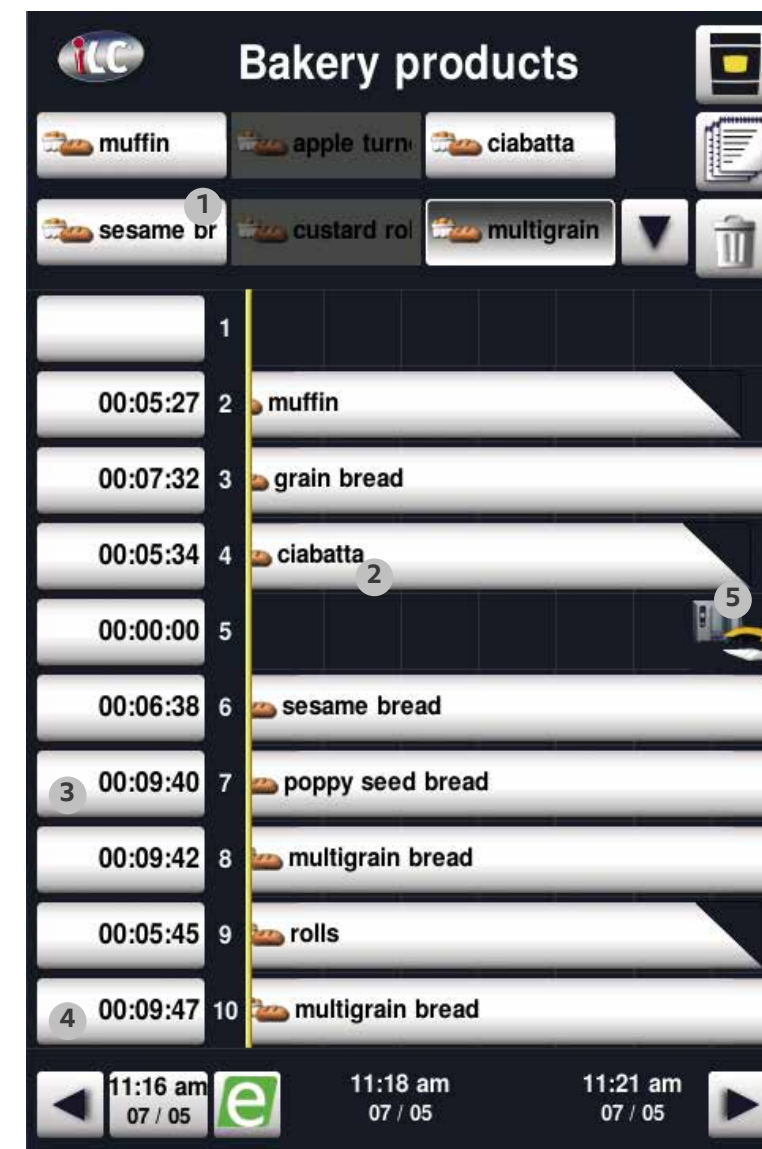 iLC
Bakery products
muffin
apple turn
ciabatta
1
sesame br
custard rol
multigrain
1
00:05:27 2 muffin
00:07:32 3 grain bread
00:05:34 4 ciabatta
2
5
00:00:00 5
00:06:38 6 sesame bread
3
00:09:40 7 poppy seed bread
00:09:42 8 multigrain bread
00:05:45 9 rolls
4
00:09:47 10 multigrain bread
11:16 am
07 / 05
e
11:18 am
07 / 05
11:21 am
07 / 05